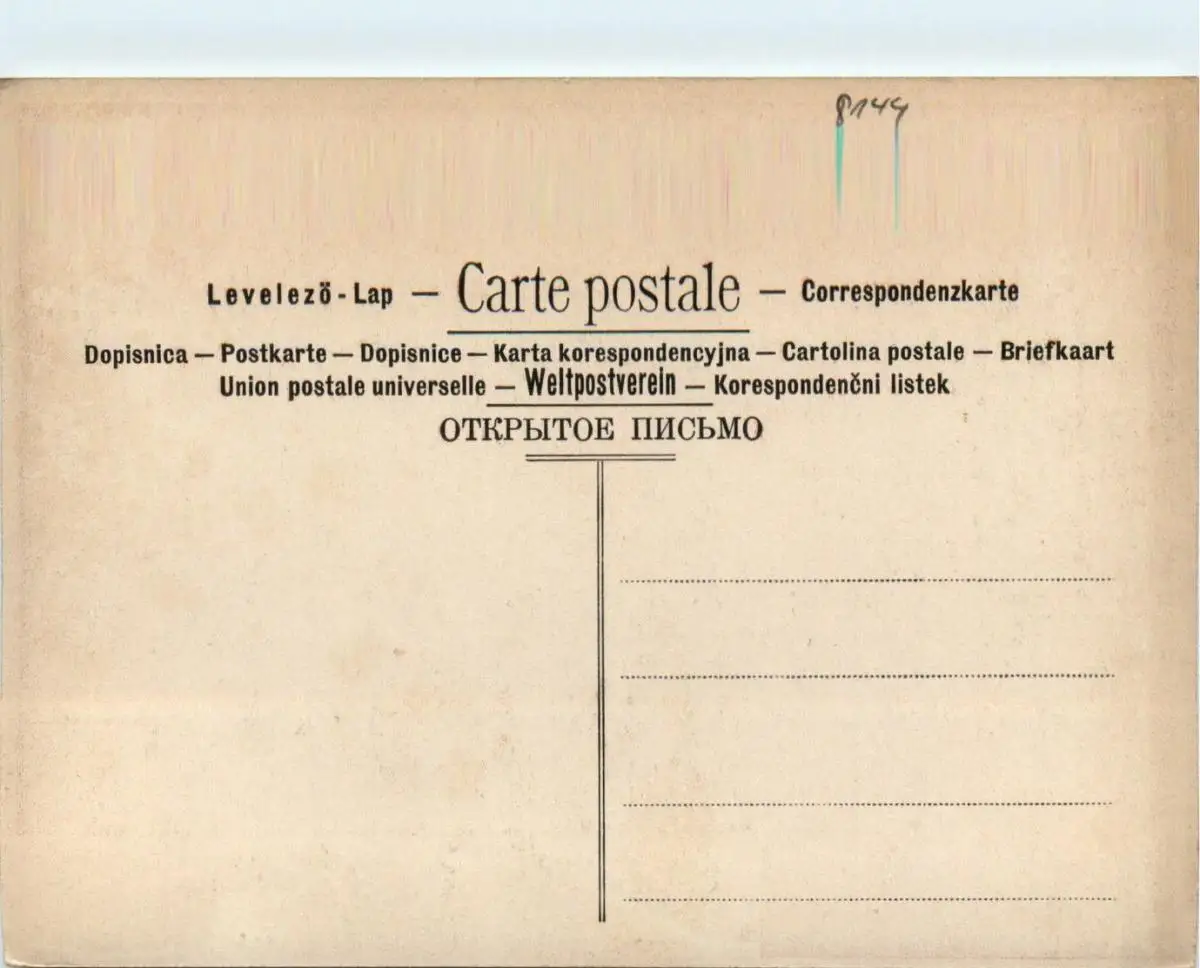 8144
Levelezö-Lap — Carte postale — Correspondenzkarte
Dopisnica — Postkarte — Dopisnice — Karta korespondencyjna — Cartolina postale — Briefkaart
Union postale universelle — Weltpostverein — Korespondenčni listek
ОТКРЫТОЕ ПИСЬМО